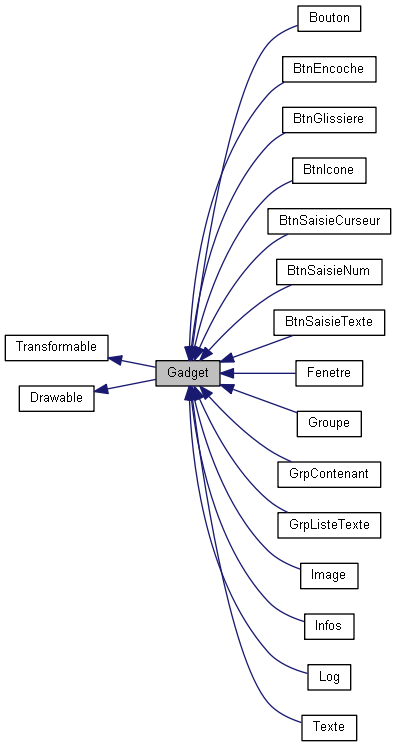 Bouton
BtnEncoche
BtnGlissiere
BtnIcone
BtnSaisieCurseur
BtnSaisieNum
BtnSaisieTexte
Transformable
Gadget
Fenetre
Drawable
Groupe
GrpContenant
GrpListeTexte
Image
Infos
Log
Texte